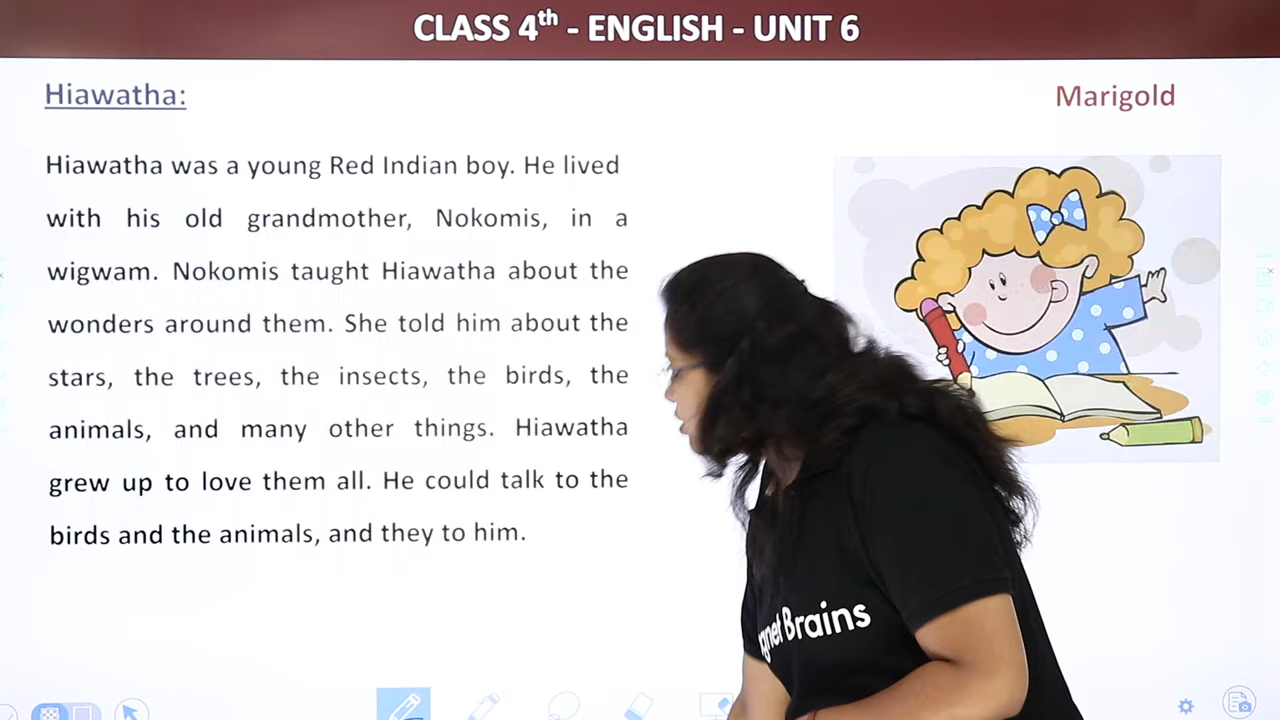 CLASS 4th - ENGLISH - UNIT 6
Hiawatha:
Marigold
Hiawatha was a young Red Indian boy. He lived
with his old grandmother, Nokomis, in a
wigwam. Nokomis taught Hiawatha about the
wonders around them. She told him about the
stars, the trees, the insects, the birds, the
animals, and many other things. Hiawatha
grew up to love them all. He could talk to the
birds and the animals, and they to him.
Brains